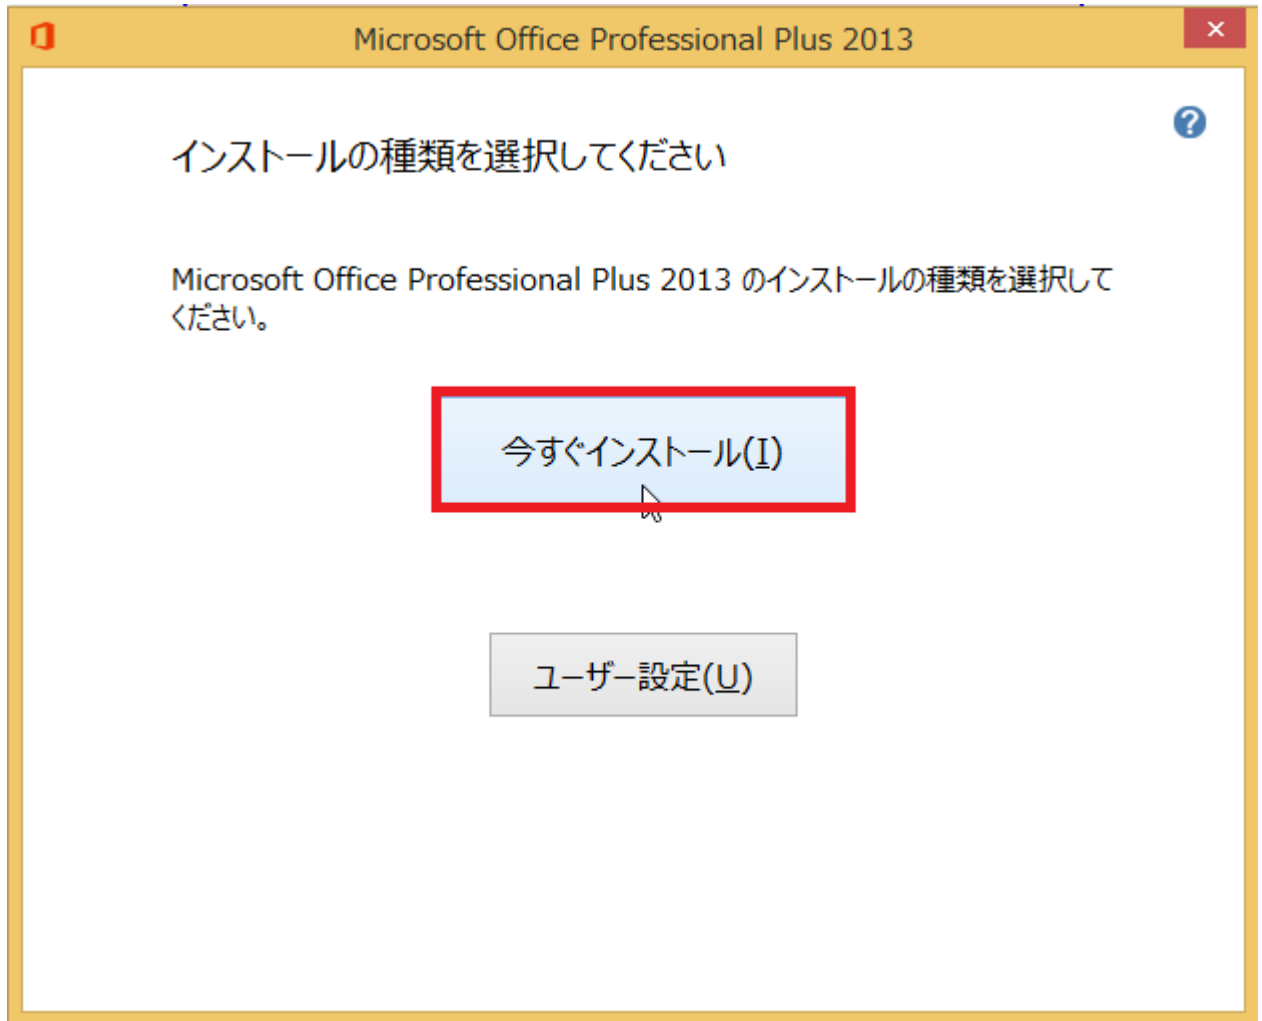 Microsoft Office Professional Plus 2013
インストールの種類を選択してください
Microsoft Office Professional Plus 2013 のインストールの種類を選択して
ください。
今すぐインストール(I)
ユーザー設定(U)